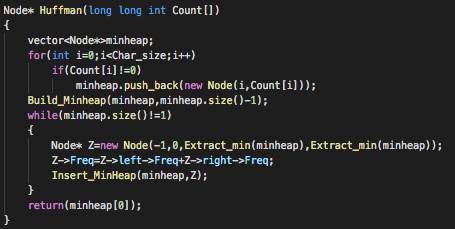 Node* Huffman(long long int Count[])
{
    vector<Node*>minheap;
    for(int i=0;i<Char_size;i++)
        if(Count[i]!=0)
            minheap.push_back(new Node(i,Count[i]));
    Build_Minheap(minheap,minheap.size()-1);
    while(minheap.size()!=1)
    {
        Node* Z=new Node(-1,0,Extract_min(minheap),Extract_min(minheap));
        Z->Freq=Z->left->Freq+Z->right->Freq;
        Insert_MinHeap(minheap,Z);
    }
    return(minheap[0]);
}